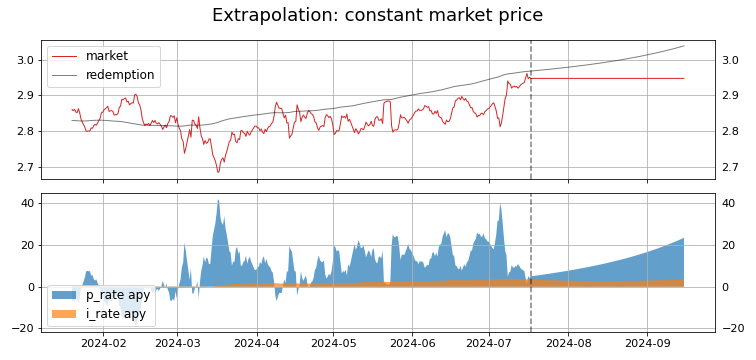 Extrapolation: constant market price
market
redemption
3.0 3.0
2.9 2.9
2.8 2.8
2.7 2.7
40 40
20 20
0 0
p_rate apy
i_rate apy
−20 −20
2024-02 2024-03 2024-04 2024-05 2024-06 2024-07 2024-08 2024-09